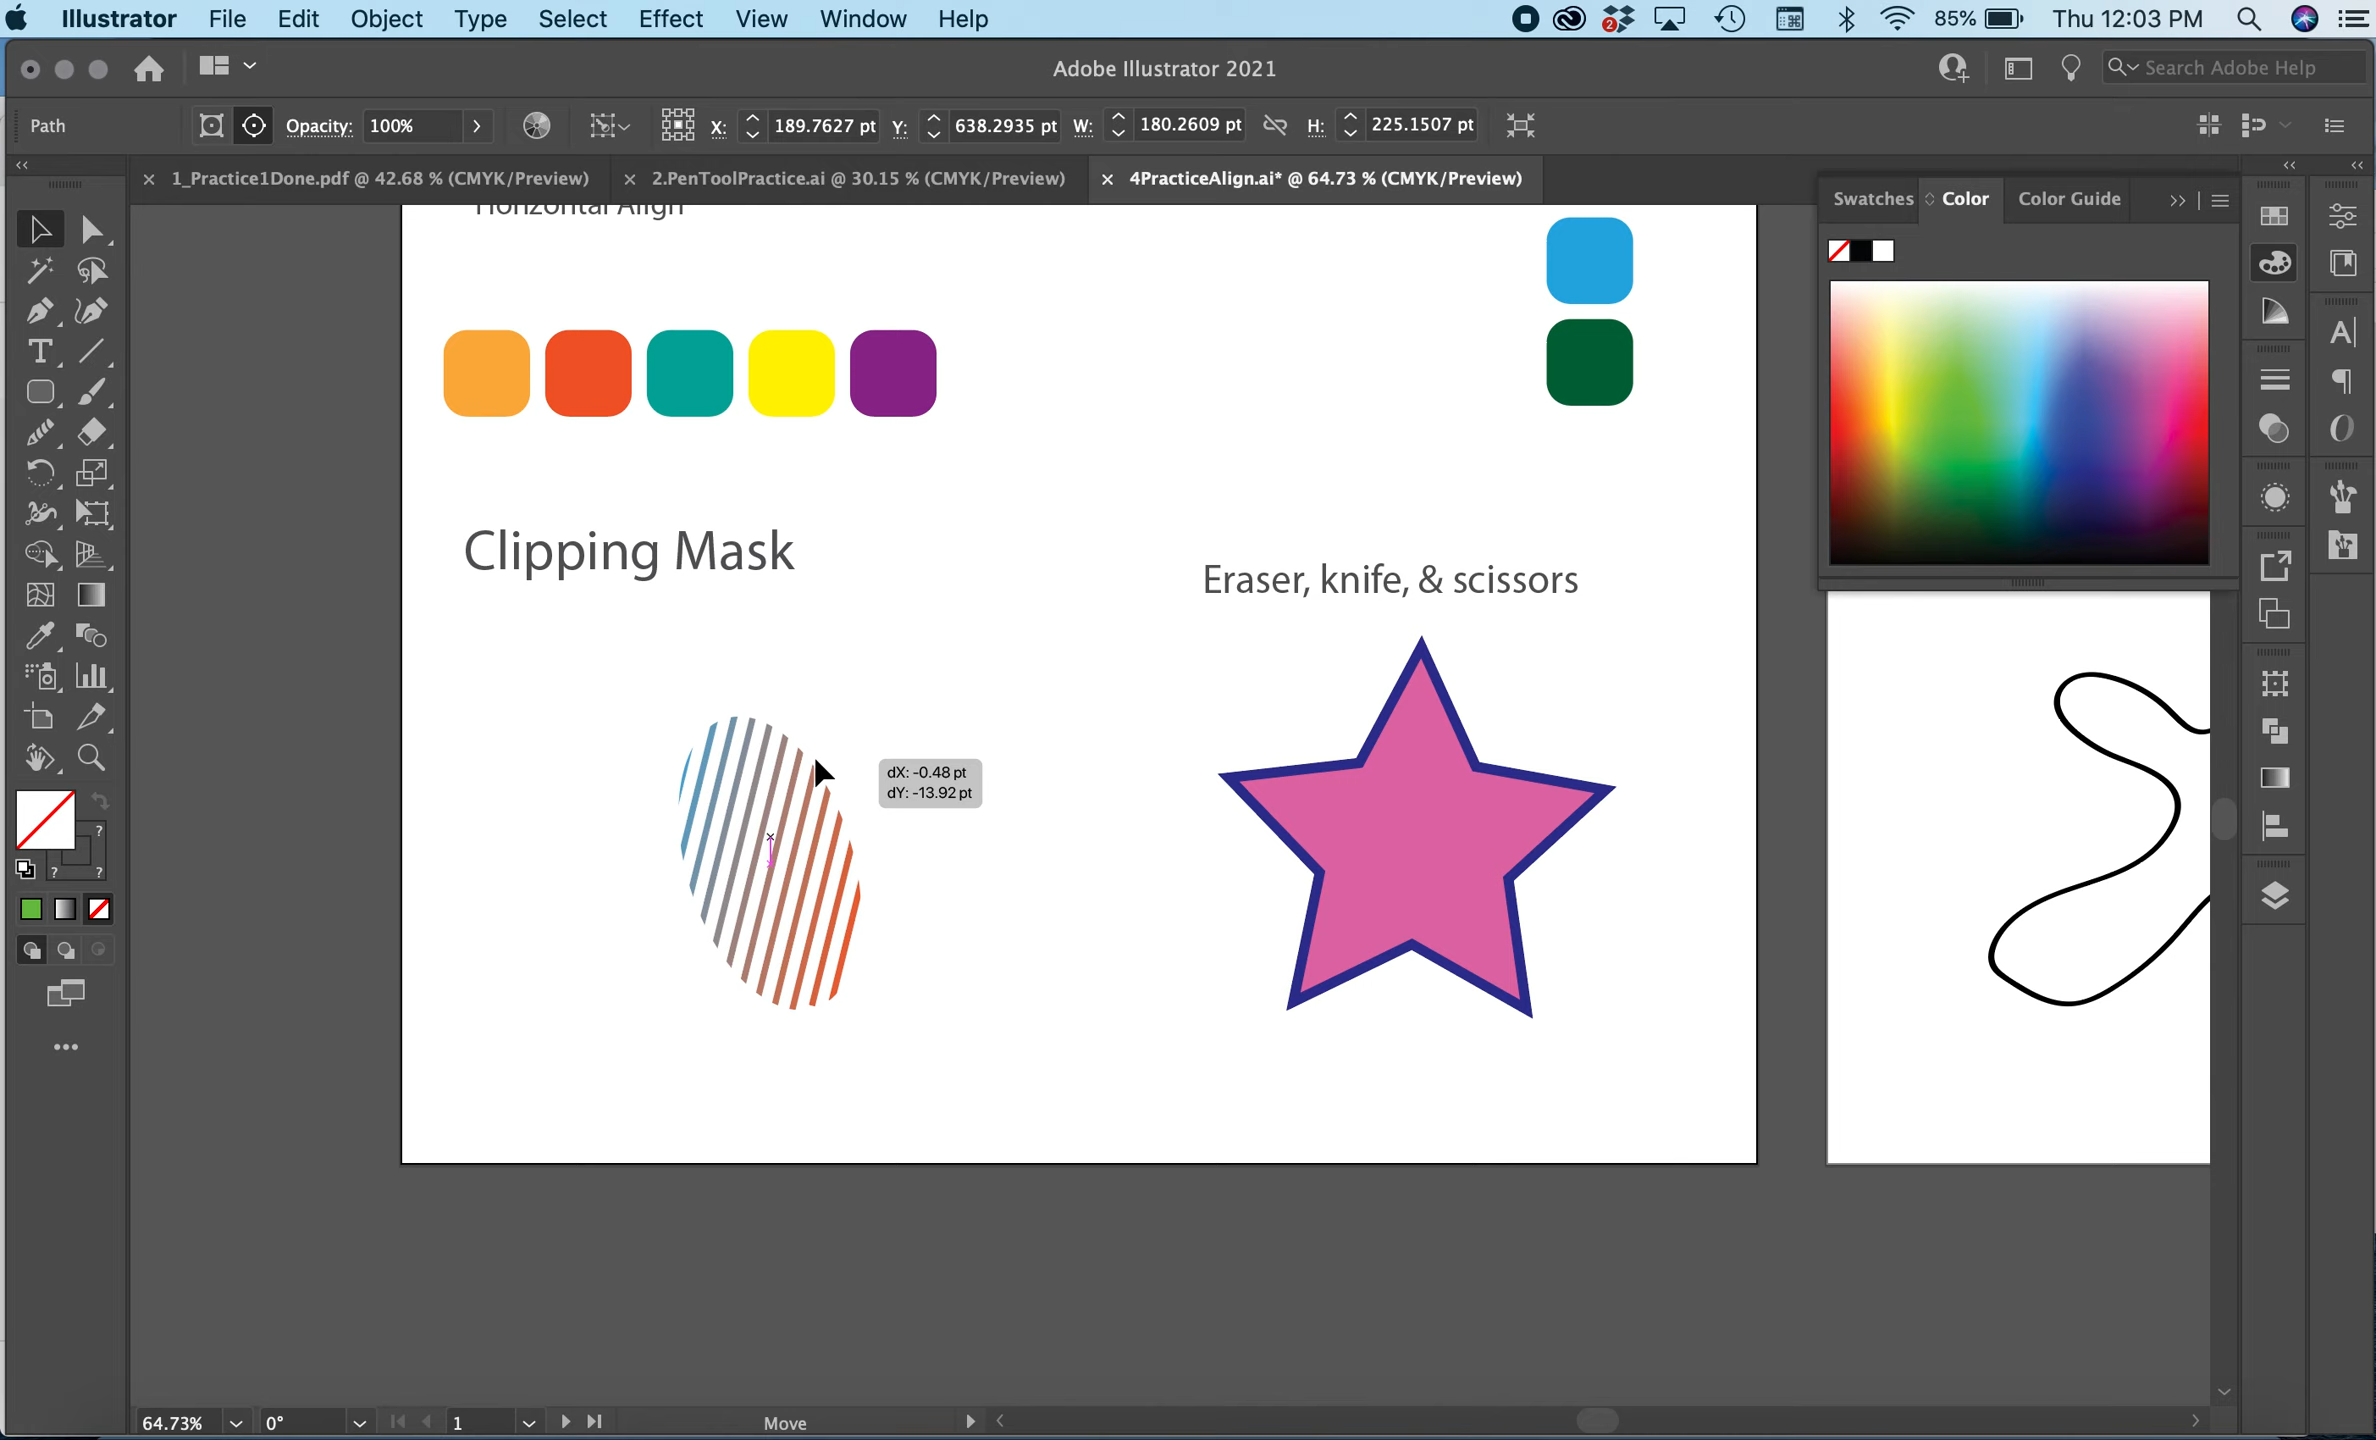 Illustrator File Edit Object Type Select Effect View Window Help
2
85% Thu 12:03 PM
Adobe Illustrator 2021
Search Adobe Help
Path
Opacity: 100%
X: 189.7627 pt Y: 638.2935 pt W: 180.2609 pt H: 225.1507 pt
1_Practice1Done.pdf @ 42.68 % (CMYK/Preview)
2.PenToolPractice.ai @ 30.15 % (CMYK/Preview)
4PracticeAlign.ai* @ 64.73 % (CMYK/Preview)
Swatches Color Color Guide
Horizontal Align
Clipping Mask
Eraser, knife, & scissors
dX: -0.48 pt
dY: -13.92 pt
?
? ?
64.73% 0° 1 Move